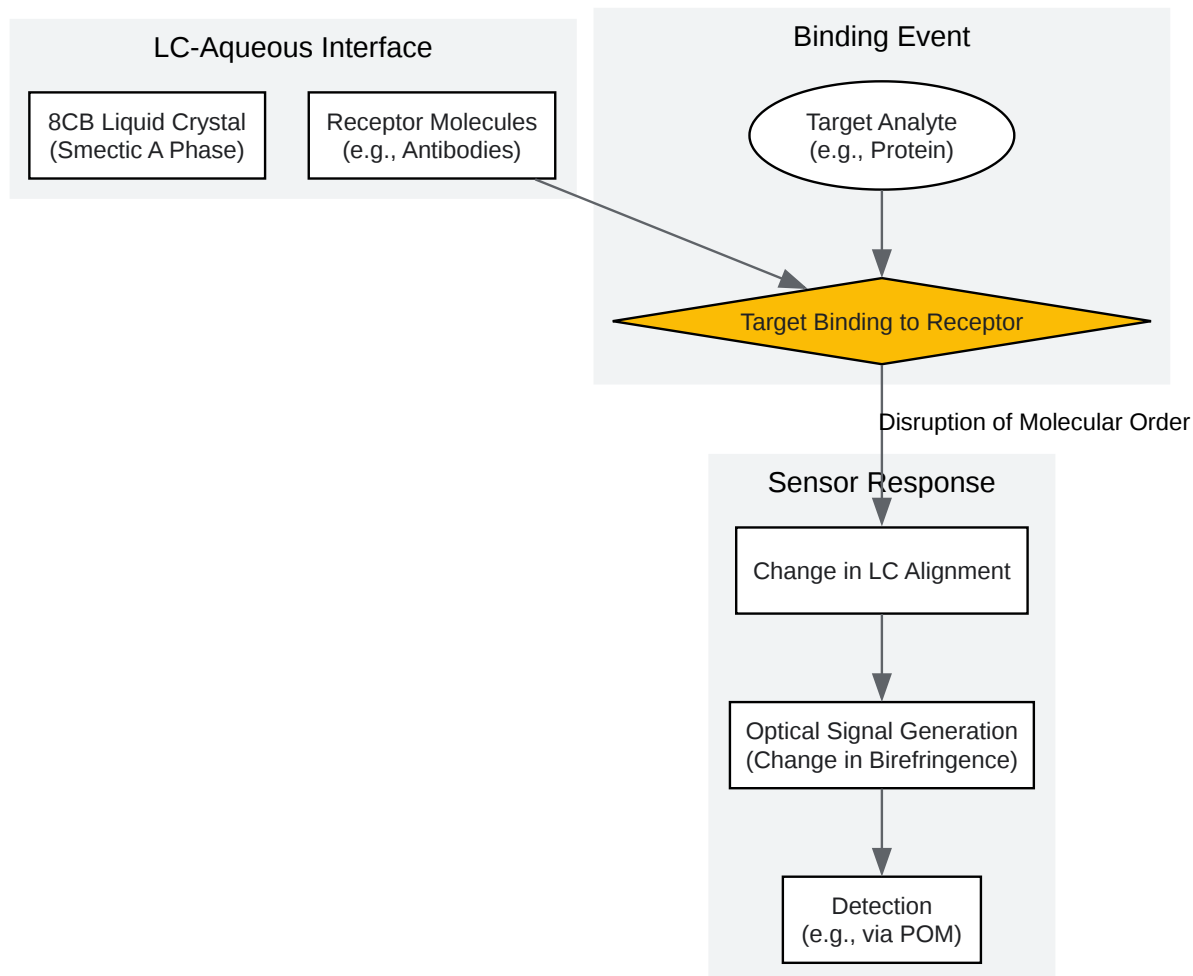 LC-Aqueous Interface
8CB Liquid Crystal
(Smectic A Phase)
Receptor Molecules
(e.g., Antibodies)
Binding Event
Target Analyte
(e.g., Protein)
Target Binding to Receptor
Disruption of Molecular Order
Sensor Response
Change in LC Alignment
Optical Signal Generation
(Change in Birefringence)
Detection
(e.g., via POM)